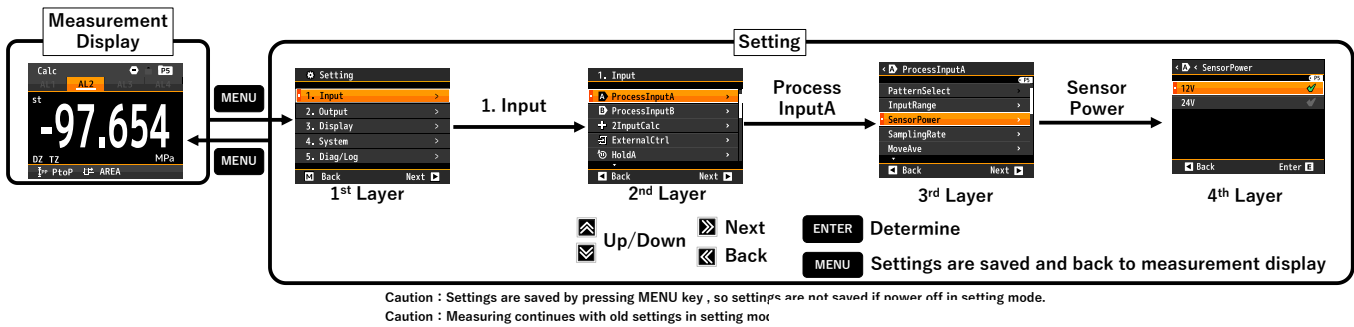 Measurement
Display
Calc P5
AL1 AL2 AL3 AL4
st
-97.654
DZ TZ MPa
PtoP AREA
MENU
MENU
Setting
Setting
1. Input >
2. Output >
3. Display >
4. System >
5. Diag/Log >
M Back Next
1st Layer
1. Input
1. Input
A ProcessInputA >
B ProcessInputB >
2InputCalc >
ExternalCtrl >
HoldA >
Back Next
2nd Layer
Process
InputA
< A ProcessInputA
P5
PatternSelect >
InputRange >
SensorPower >
SamplingRate >
MoveAve >
Back Next
3rd Layer
Sensor
Power
< A < SensorPower
P5
12V
24V
Back Enter E
4th Layer
Up/Down
Next
Back
ENTER Determine
MENU Settings are saved and back to measurement display
Caution : Settings are saved by pressing MENU key , so settings are not saved if power off in setting mode.
Caution : Measuring continues with old settings in setting